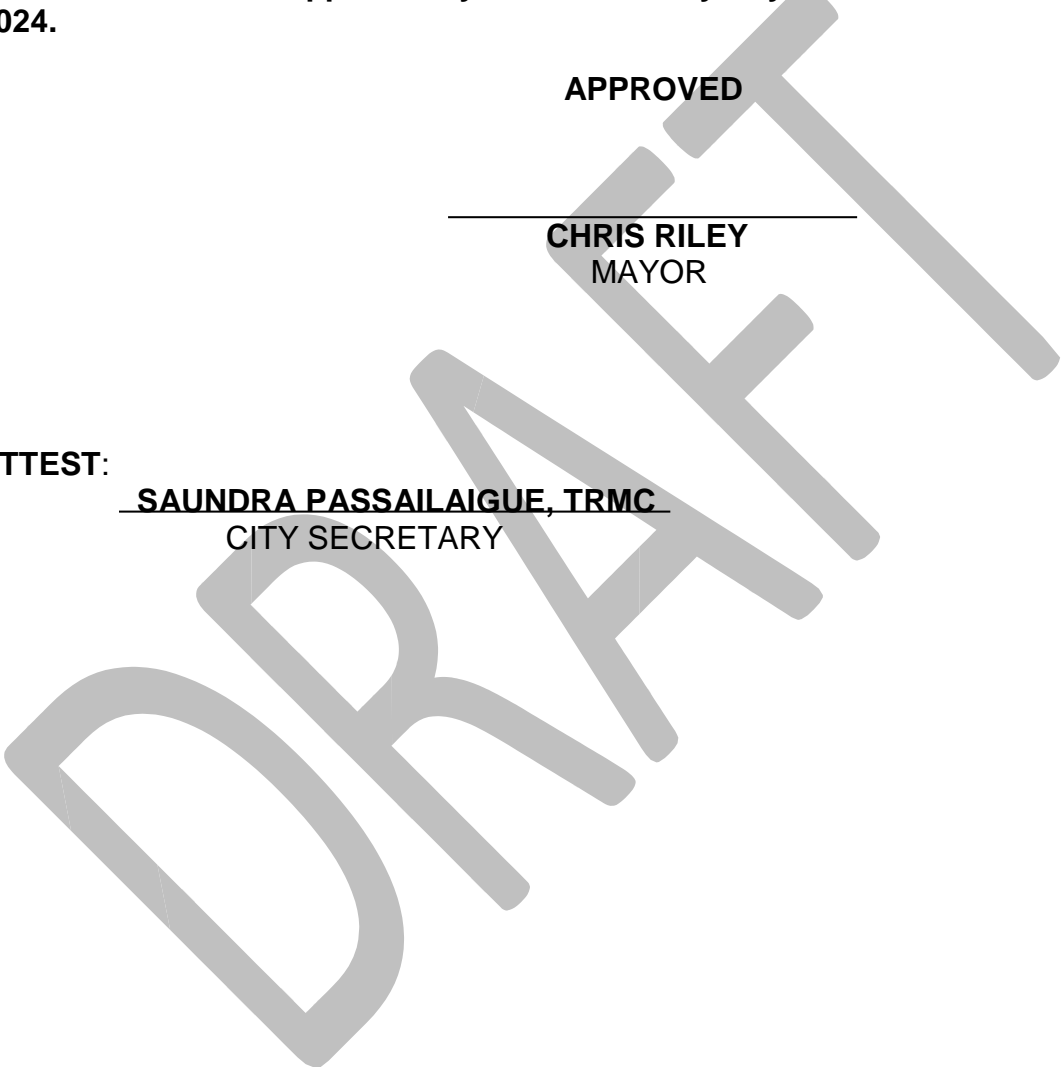 024.
APPROVED
CHRIS RILEY
MAYOR
TTEST:
SAUNDRA PASSAILAIGUE, TRMC
CITY SECRETARY
DRAFT